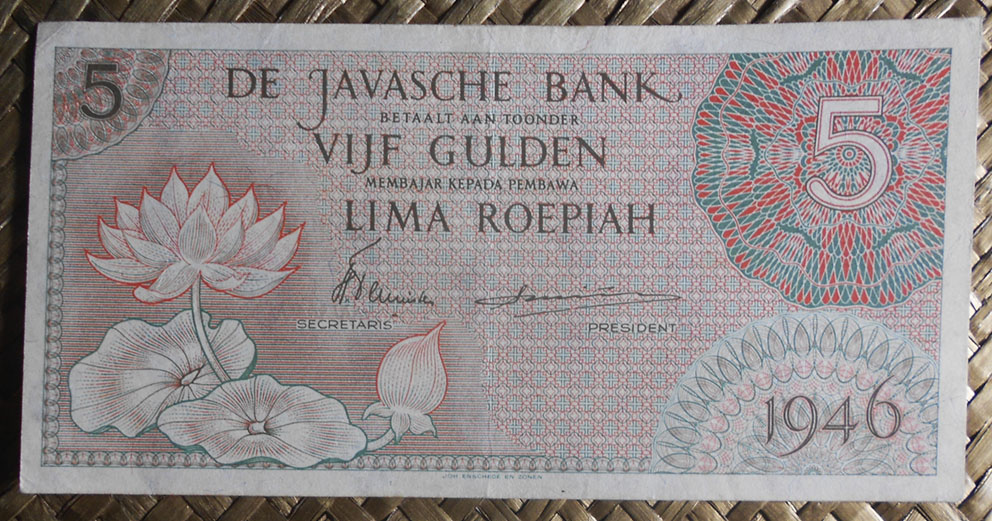 5
DE JAVASCHE BANK
BETAALT AAN TOONDER
VIJF GULDEN
MEMBAJAR KEPADA PEMBAWA
LIMA ROEPIAH
5
SECRETARIS
PRESIDENT
1946
JOH. ENSCHEDÉ EN ZONEN